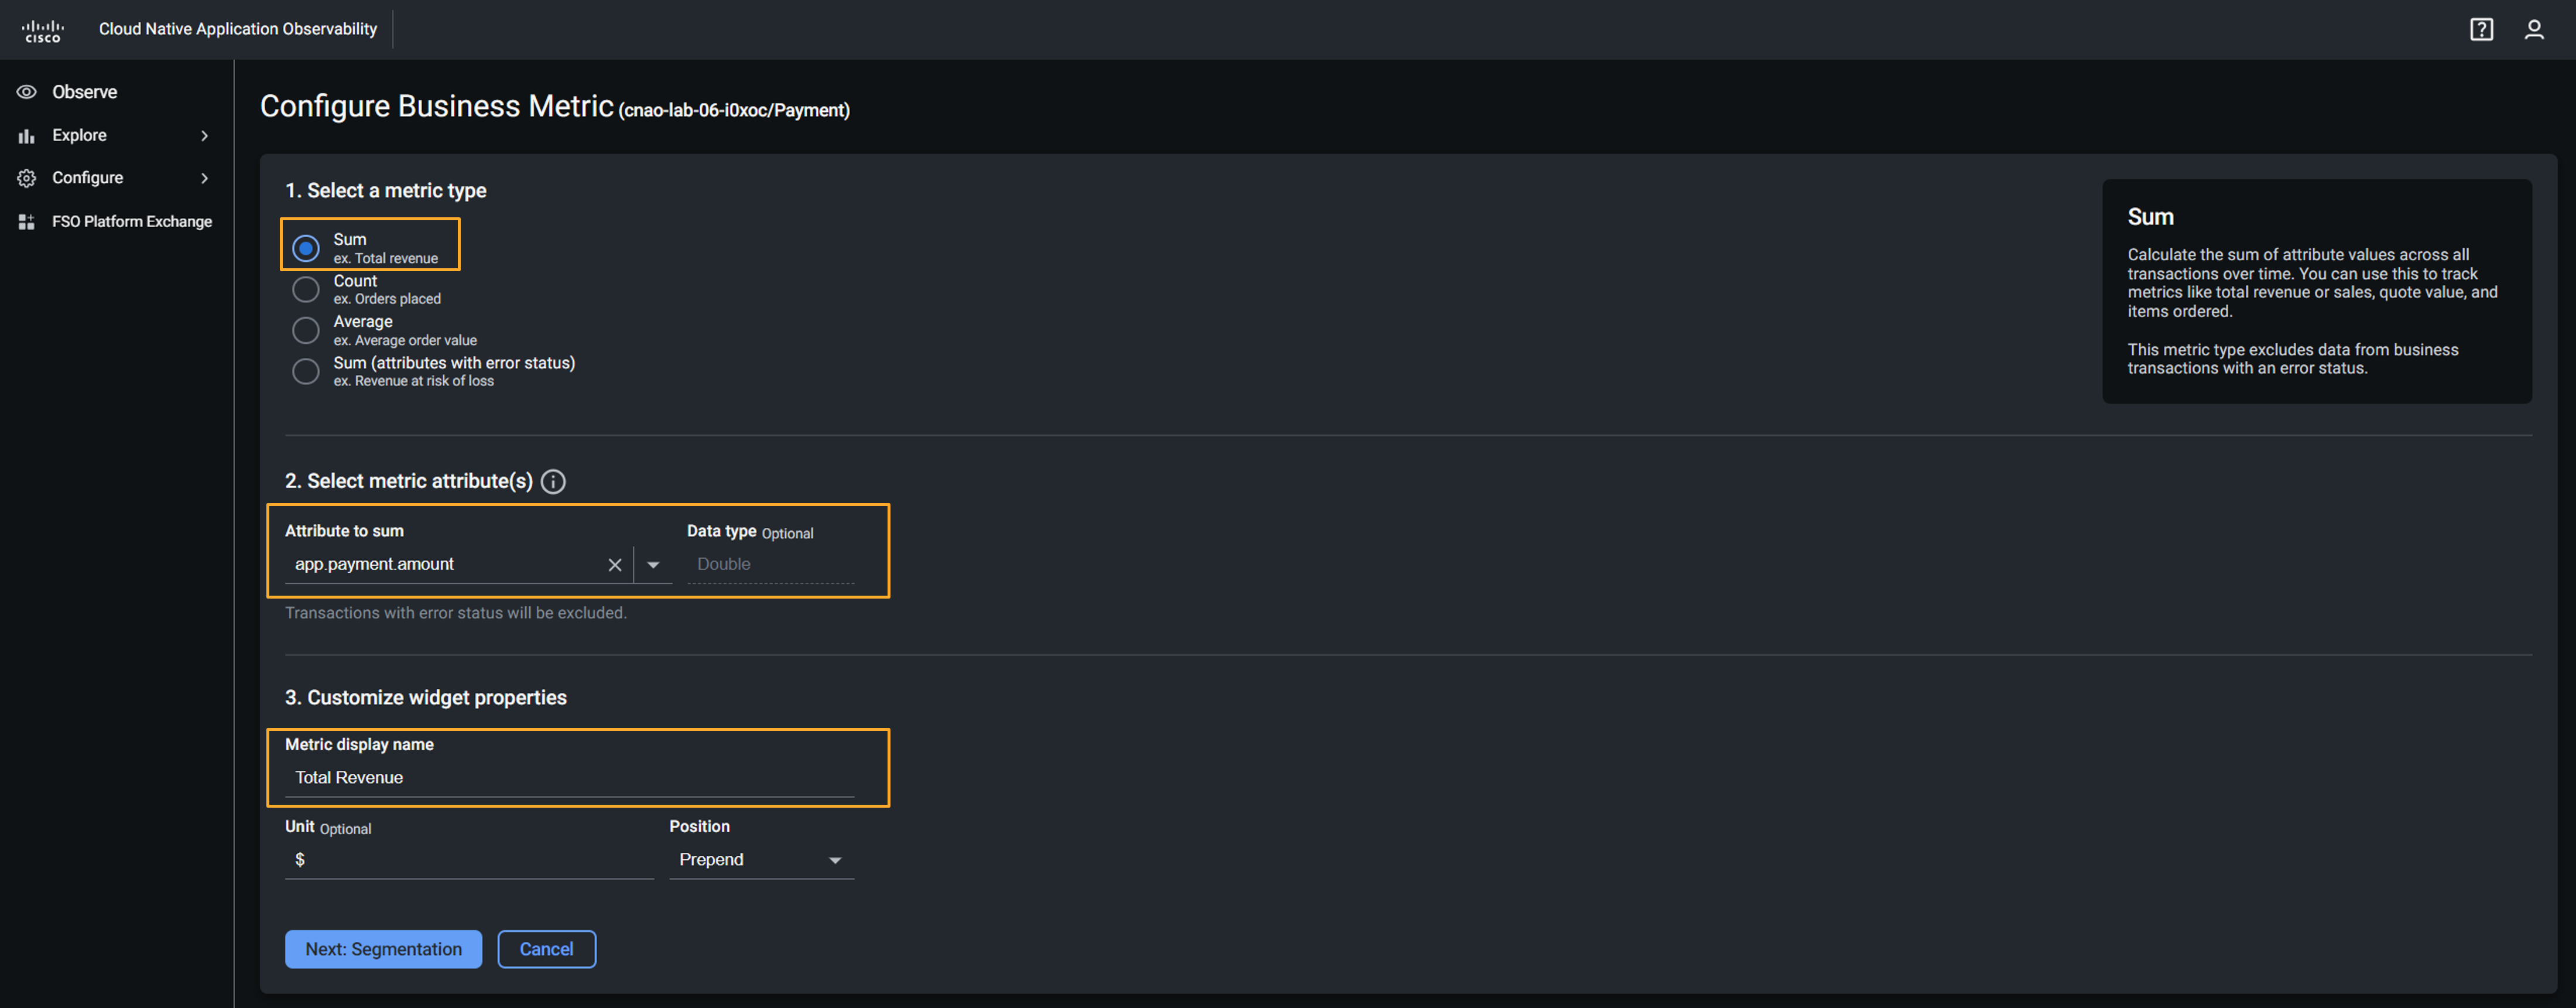 cisco
Cloud Native Application Observability
Observe
Explore
Configure
FSO Platform Exchange
Configure Business Metric (cnao-lab-06-i0xoc/Payment)
1. Select a metric type
Sum
ex. Total revenue
Count
ex. Orders placed
Average
ex. Average order value
Sum (attributes with error status)
ex. Revenue at risk of loss
Sum
Calculate the sum of attribute values across all
transactions over time. You can use this to track
metrics like total revenue or sales, quote value, and
items ordered.
This metric type excludes data from business
transactions with an error status.
2. Select metric attribute(s)
Attribute to sum
Data type Optional
app.payment.amount
Double
Transactions with error status will be excluded.
3. Customize widget properties
Metric display name
Total Revenue
Unit Optional
Position
$
Prepend
Next: Segmentation
Cancel